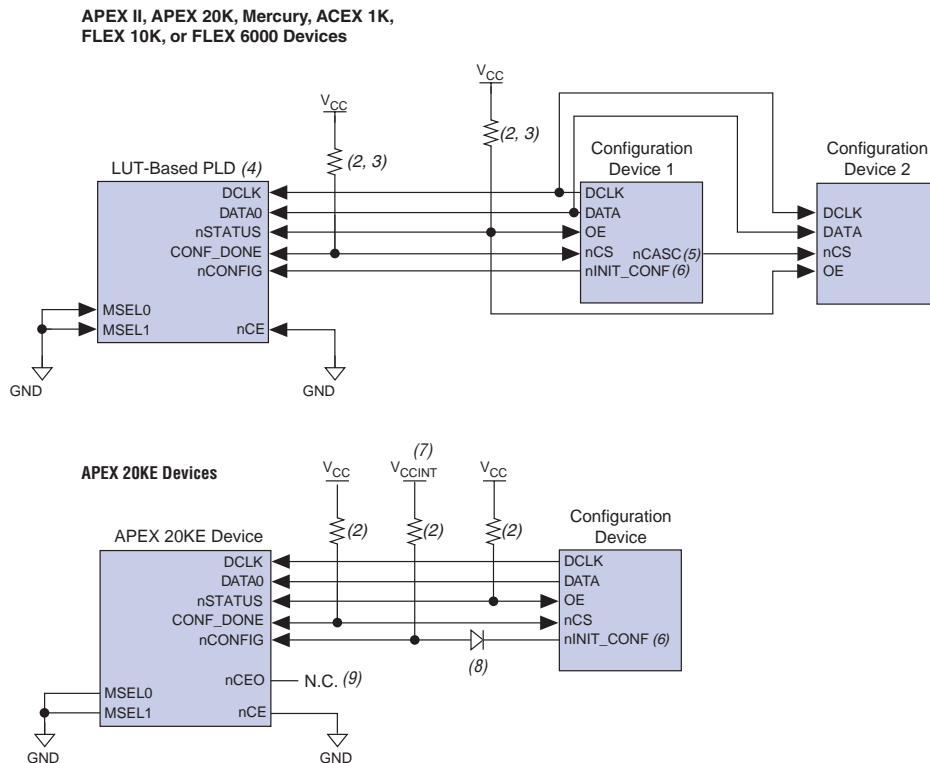 APEX II, APEX 20K, Mercury, ACEX 1K,
FLEX 10K, or FLEX 6000 Devices
VCC
VCC
(2, 3)
(2, 3)
LUT-Based PLD (4)
Configuration
Device 1
Configuration
Device 2
DCLK
DATA0
nSTATUS
CONF_DONE
nCONFIG
MSEL0
MSEL1
nCE
DCLK
DATA
OE
nCS
nCASC (5)
nINIT_CONF (6)
DCLK
DATA
nCS
OE
GND
GND
APEX 20KE Devices
VCC
(7)
VCCINT
VCC
(2)
(2)
(2)
APEX 20KE Device
Configuration
Device
DCLK
DATA0
nSTATUS
CONF_DONE
nCONFIG
nCEO
N.C. (9)
MSEL0
MSEL1
nCE
(8)
DCLK
DATA
OE
nCS
nINIT_CONF (6)
GND
GND